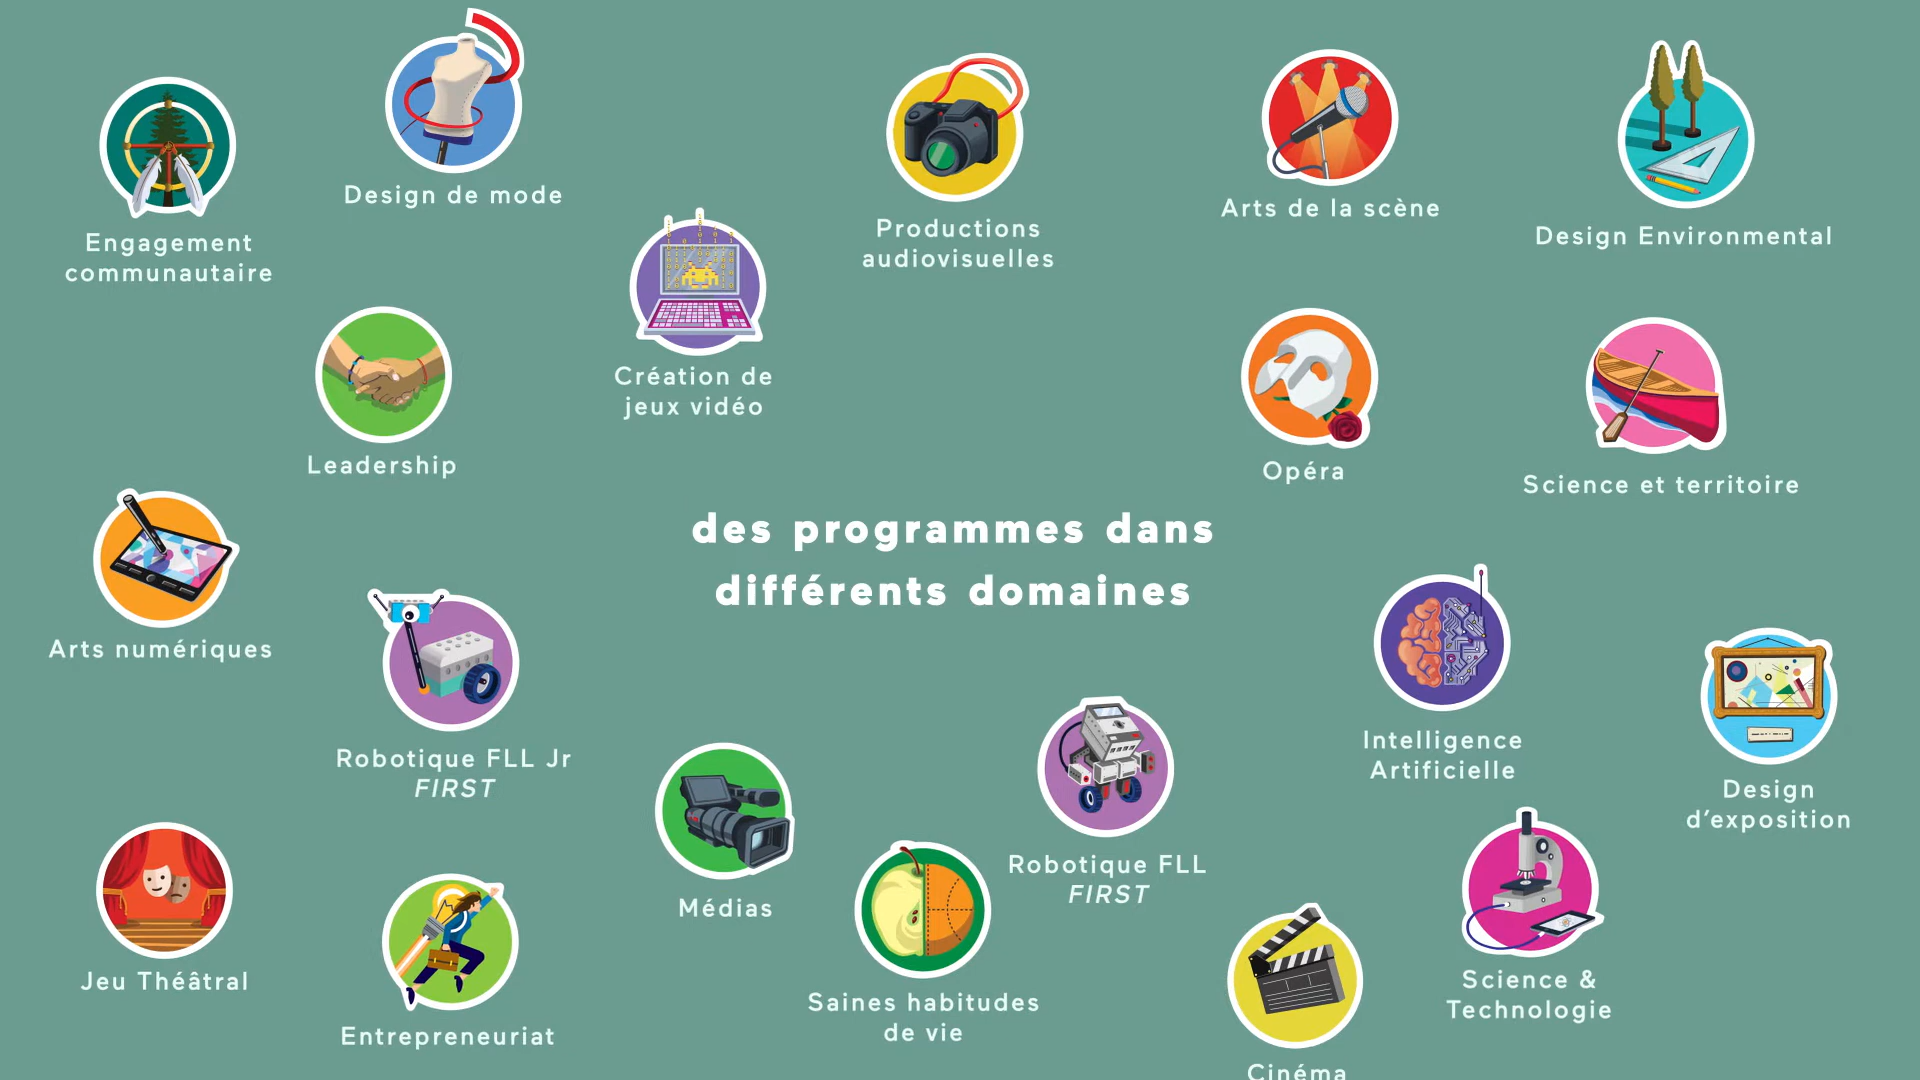 Engagement
communautaire
Design de mode
Productions
audiovisuelles
Arts de la scène
Design Environmental
Création de
jeux vidéo
Leadership
Opéra
Science et territoire
des programmes dans
différents domaines
Arts numériques
Robotique FLL Jr
FIRST
Intelligence
Artificielle
Design
d’exposition
Médias
Robotique FLL
FIRST
Jeu Théâtral
Entrepreneuriat
Saines habitudes
de vie
Science &
Technologie
Cinéma